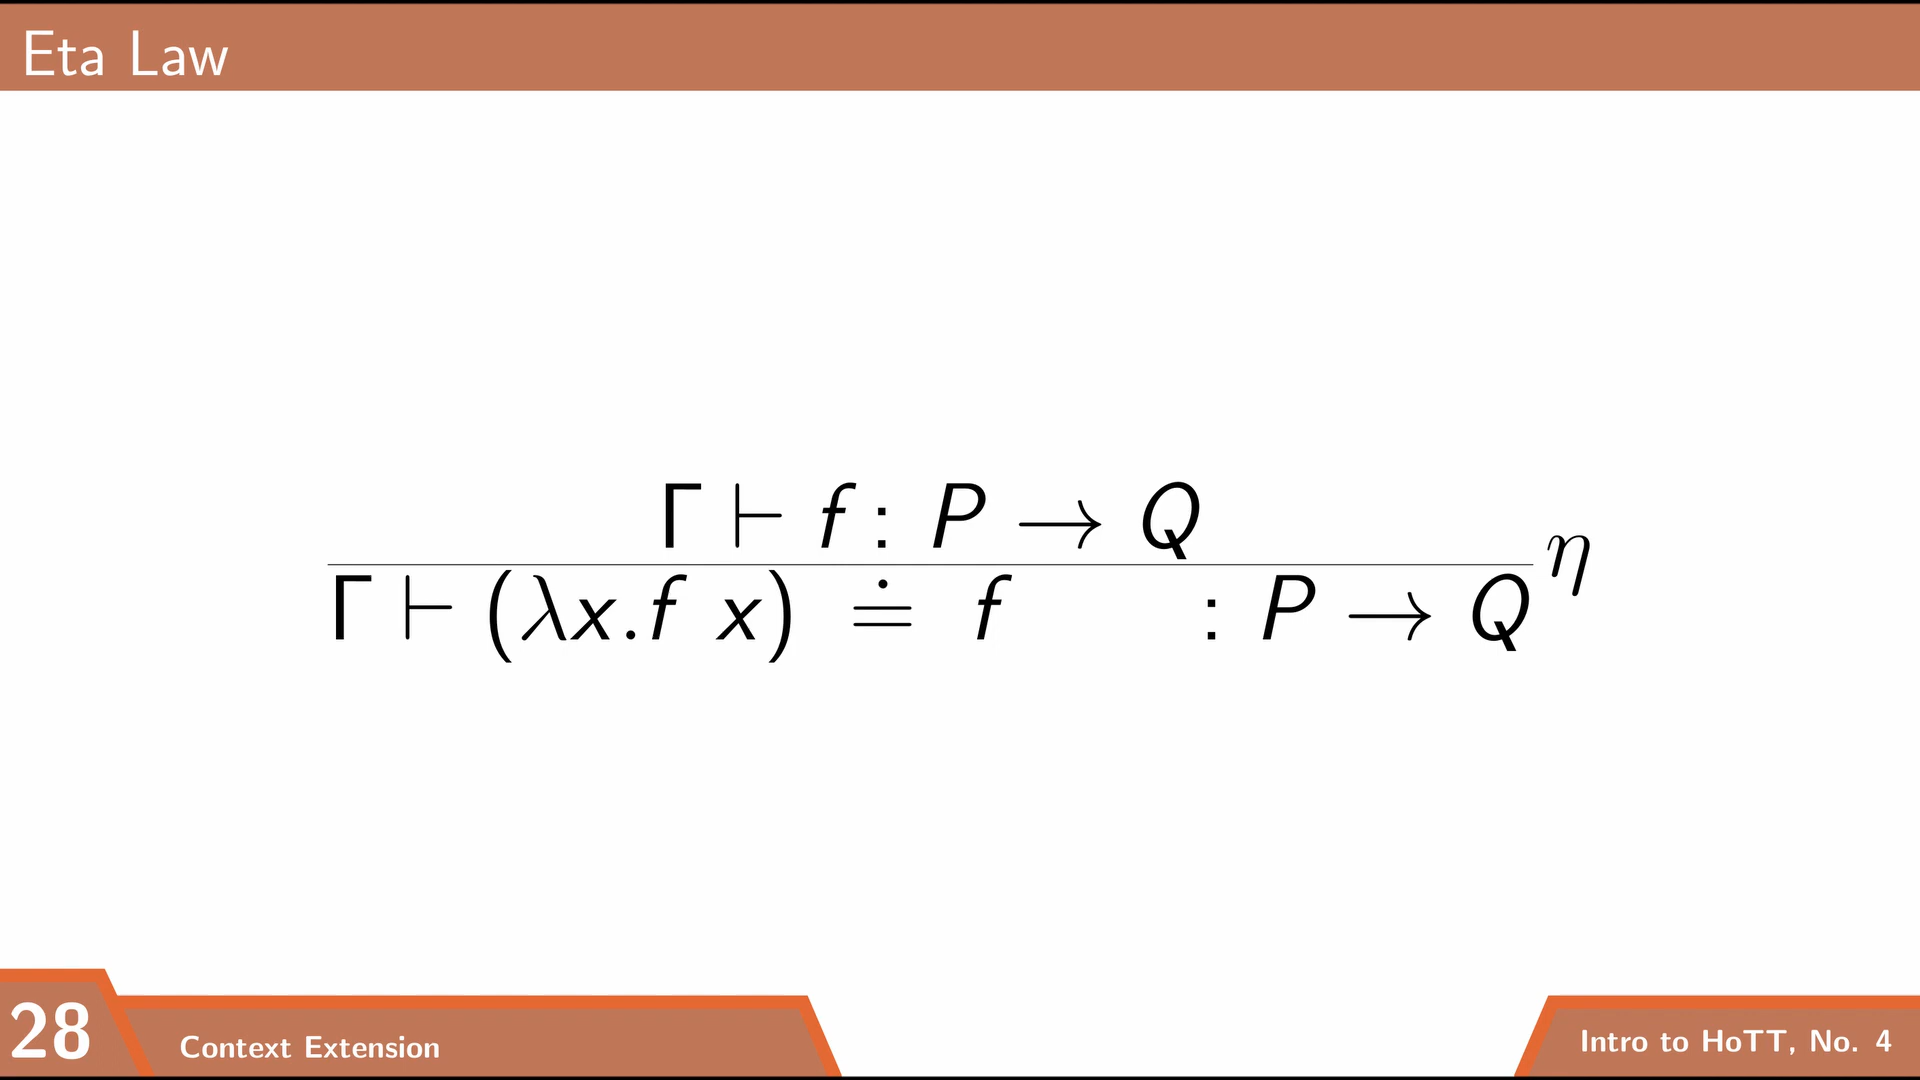 Eta Law
Γ ⊢ f : P → Q
η
Γ ⊢ (λx.f x) ≐ f : P → Q
28
Context Extension
Intro to HoTT, No. 4